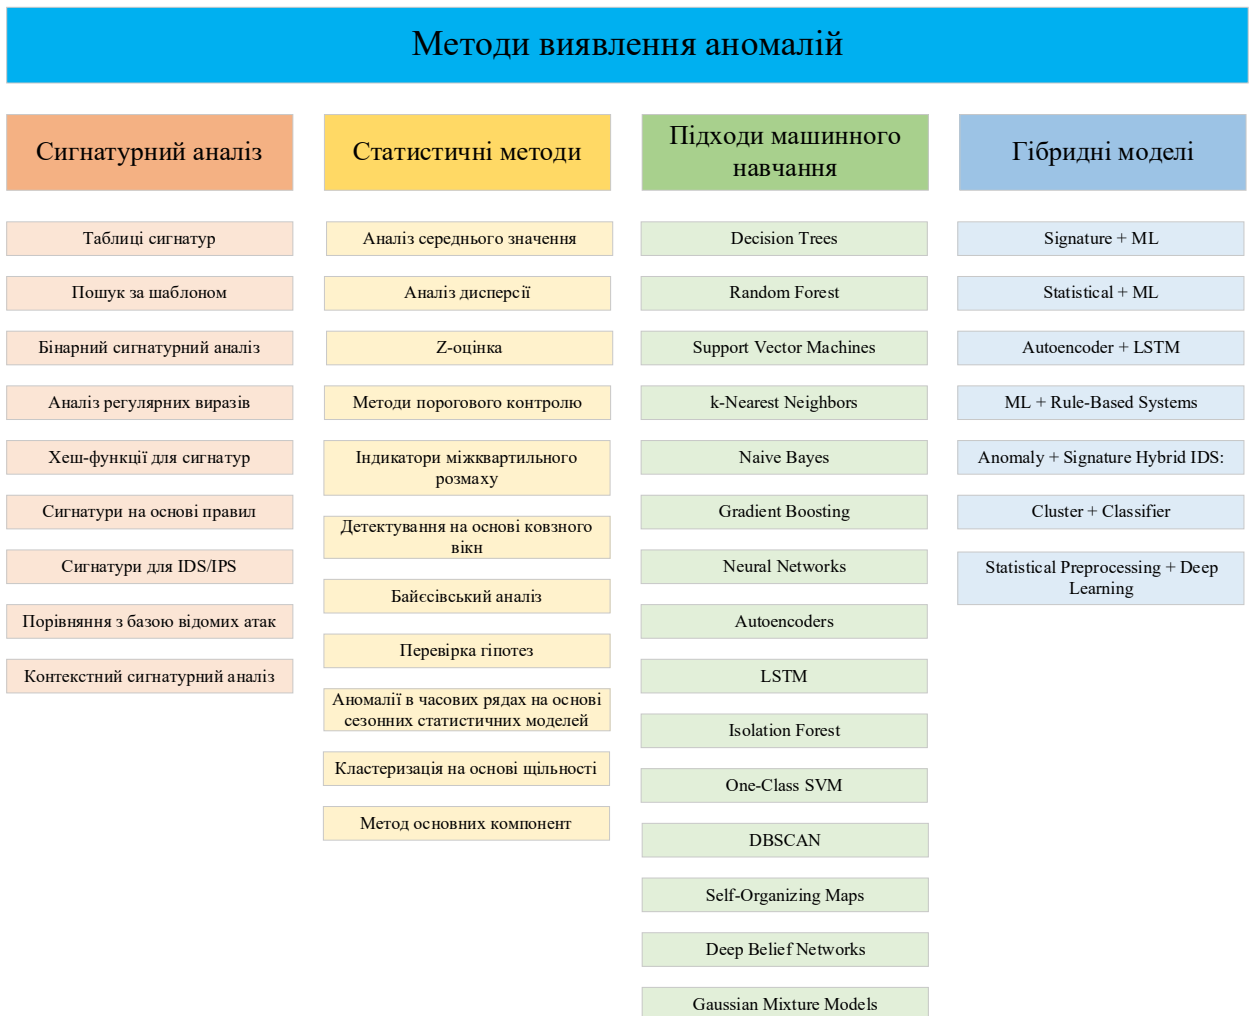 Методи виявлення аномалій
Сигнатурний аналіз
Таблиці сигнатур
Пошук за шаблоном
Бінарний сигнатурний аналіз
Аналіз регулярних виразів
Хеш-функції для сигнатур
Сигнатури на основі правил
Сигнатури для IDS/IPS
Порівняння з базою відомих атак
Контекстний сигнатурний аналіз
Статистичні методи
Аналіз середнього значення
Аналіз дисперсії
Z-оцінка
Методи порогового контролю
Індикатори міжквартильного
розмаху
Детектування на основі ковзного
вікн
Байєсівський аналіз
Перевірка гіпотез
Аномалії в часових рядах на основі
сезонних статистичних моделей
Кластеризація на основі щільності
Метод основних компонент
Підходи машинного
навчання
Decision Trees
Random Forest
Support Vector Machines
k-Nearest Neighbors
Naive Bayes
Gradient Boosting
Neural Networks
Autoencoders
LSTM
Isolation Forest
One-Class SVM
DBSCAN
Self-Organizing Maps
Deep Belief Networks
Gaussian Mixture Models
Гібридні моделі
Signature + ML
Statistical + ML
Autoencoder + LSTM
ML + Rule-Based Systems
Anomaly + Signature Hybrid IDS:
Cluster + Classifier
Statistical Preprocessing + Deep
Learning